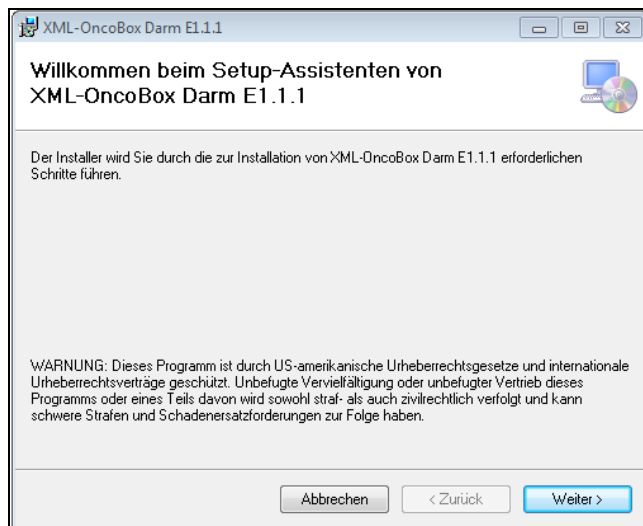 XML-OncoBox Darm E1.1.1
Willkommen beim Setup-Assistenten von
XML-OncoBox Darm E1.1.1
Der Installer wird Sie durch die zur Installation von XML-OncoBox Darm E1.1.1 erforderlichen
Schritte führen.
WARNUNG: Dieses Programm ist durch US-amerikanische Urheberrechtsgesetze und internationale
Urheberrechtsverträge geschützt. Unbefugte Vervielfältigung oder unbefugter Vertrieb dieses
Programms oder eines Teils davon wird sowohl straf- als auch zivilrechtlich verfolgt und kann
schwere Strafen und Schadenersatzforderungen zur Folge haben.
Abbrechen
< Zurück
Weiter >